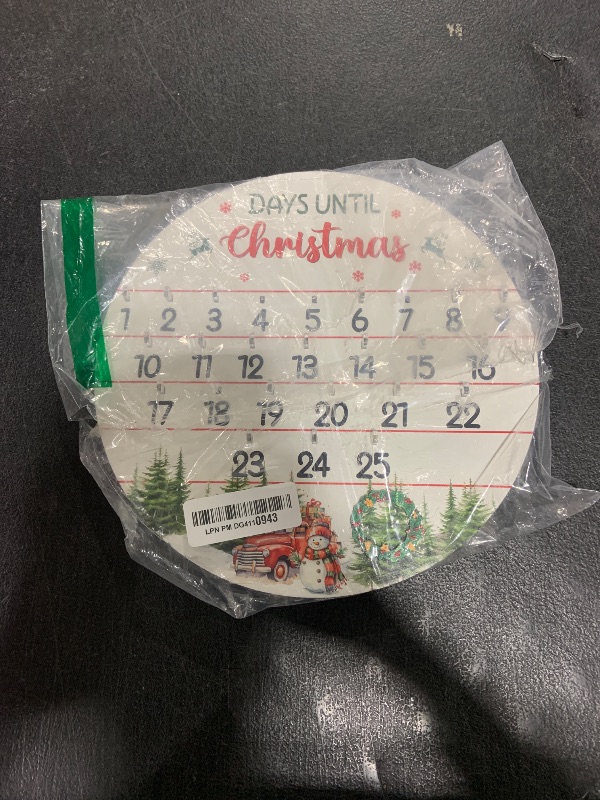 DAYS UNTIL
Christmas
1 2 3 4 5 6 7 8 9
10 11 12 13 14 15 16
17 18 19 20 21 22
23 24 25
LPN PM DG4110943